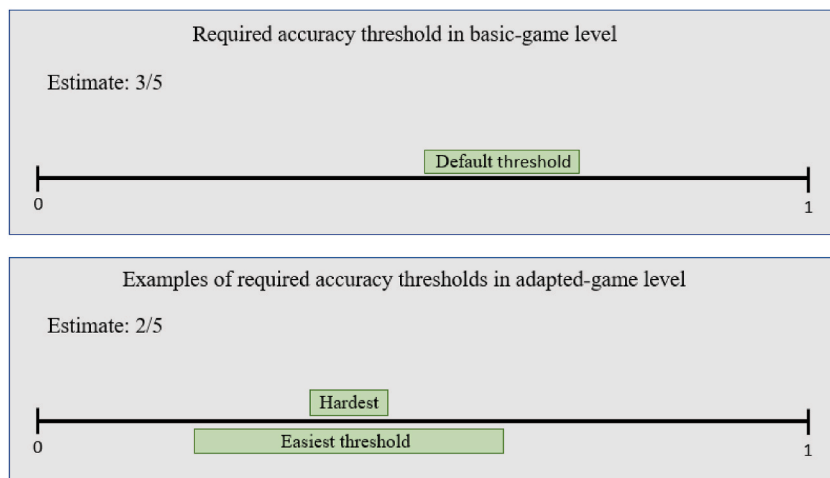 Required accuracy threshold in basic-game level
Estimate: 3/5
Default threshold
0
1
Examples of required accuracy thresholds in adapted-game level
Estimate: 2/5
Hardest
Easiest threshold
0
1